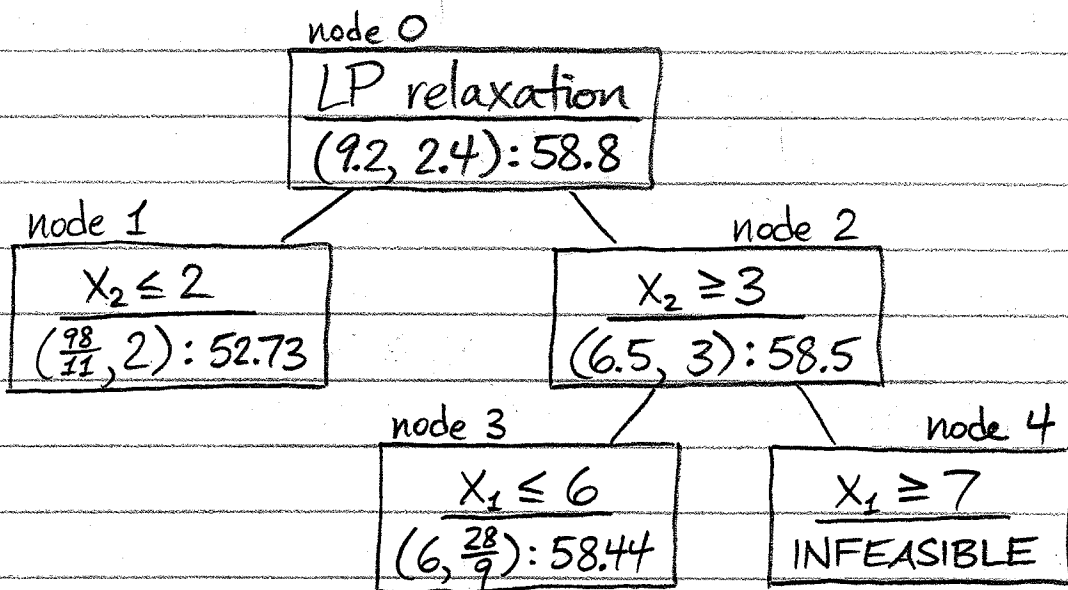 node 0
LP relaxation
(9.2, 2.4): 58.8
node 1
node 2
X₂ ≤ 2
X₂ ≥ 3
(98/11, 2): 52.73
(6.5, 3): 58.5
node 3
node 4
X₁ ≤ 6
X₁ ≥ 7
(6, 28/9): 58.44
INFEASIBLE